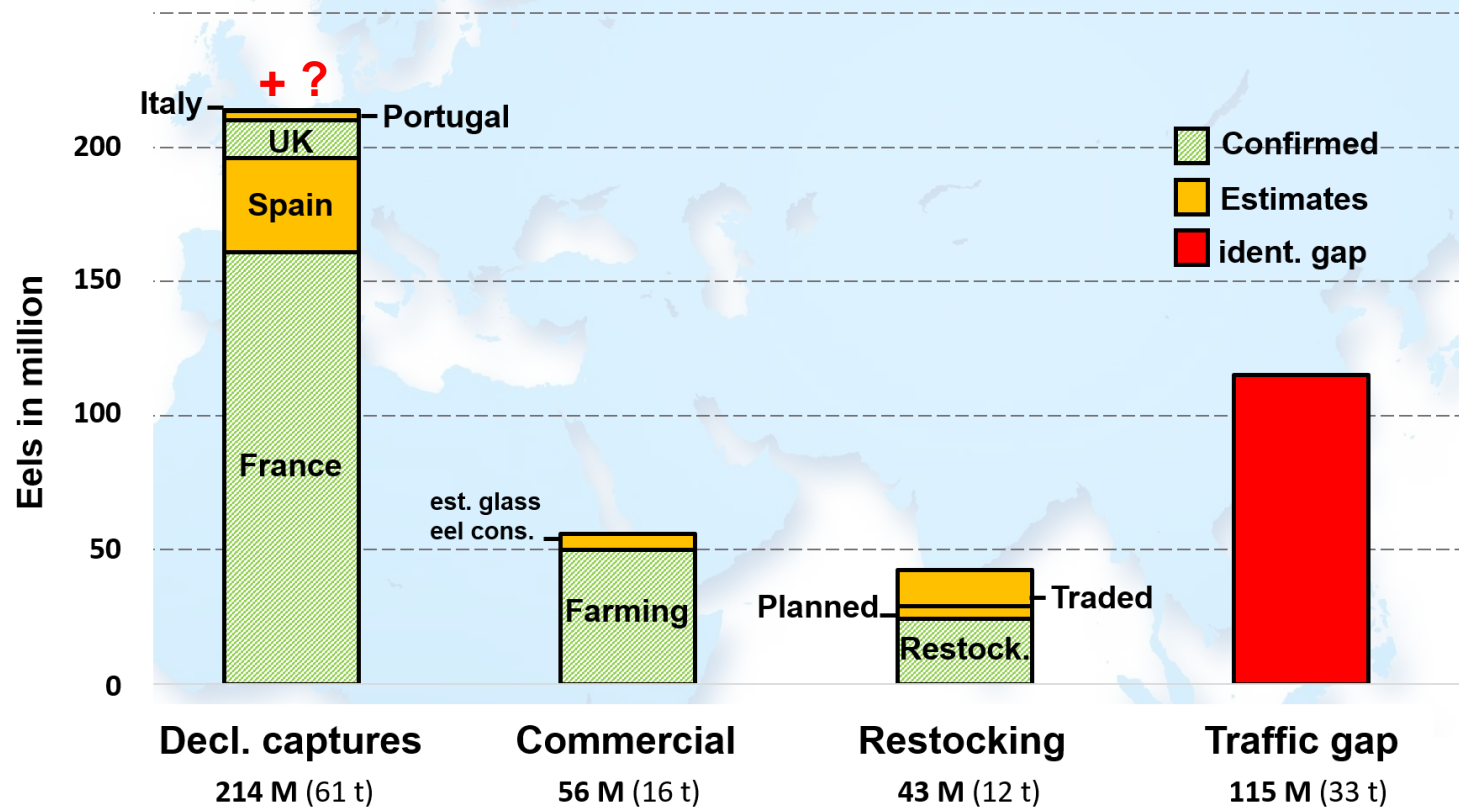 + ?
Italy
Portugal
UK
200
Confirmed
Spain
Estimates
ident. gap
150
Eels in million
100
France
est. glass
eel cons.
50
Farming
Planned
Traded
Restock.
0
Decl. captures
Commercial
Restocking
Traffic gap
214 M (61 t)
56 M (16 t)
43 M (12 t)
115 M (33 t)